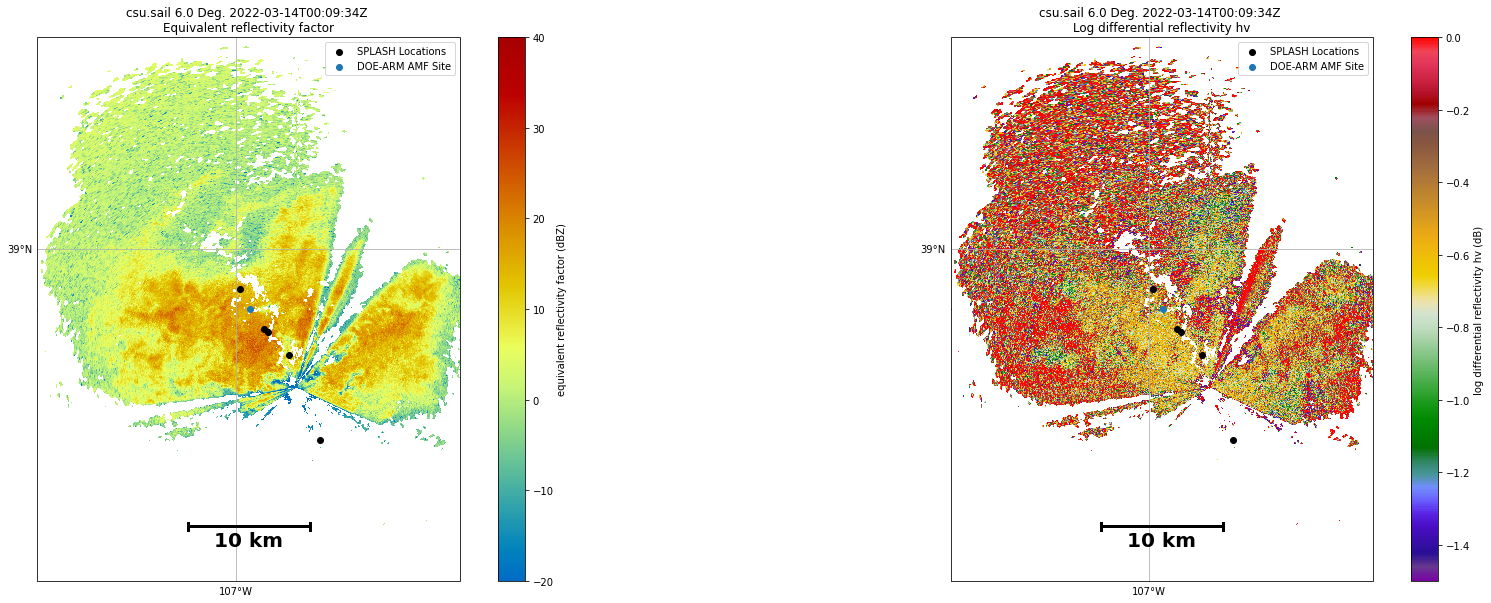 csu.sail 6.0 Deg. 2022-03-14T00:09:34Z
Equivalent reflectivity factor
SPLASH Locations
DOE-ARM AMF Site
39°N
107°W
10 km
40
30
20
10
0
−10
−20
equivalent reflectivity factor (dBZ)
csu.sail 6.0 Deg. 2022-03-14T00:09:34Z
Log differential reflectivity hv
SPLASH Locations
DOE-ARM AMF Site
39°N
107°W
10 km
0.0
−0.2
−0.4
−0.6
−0.8
−1.0
−1.2
−1.4
log differential reflectivity hv (dB)